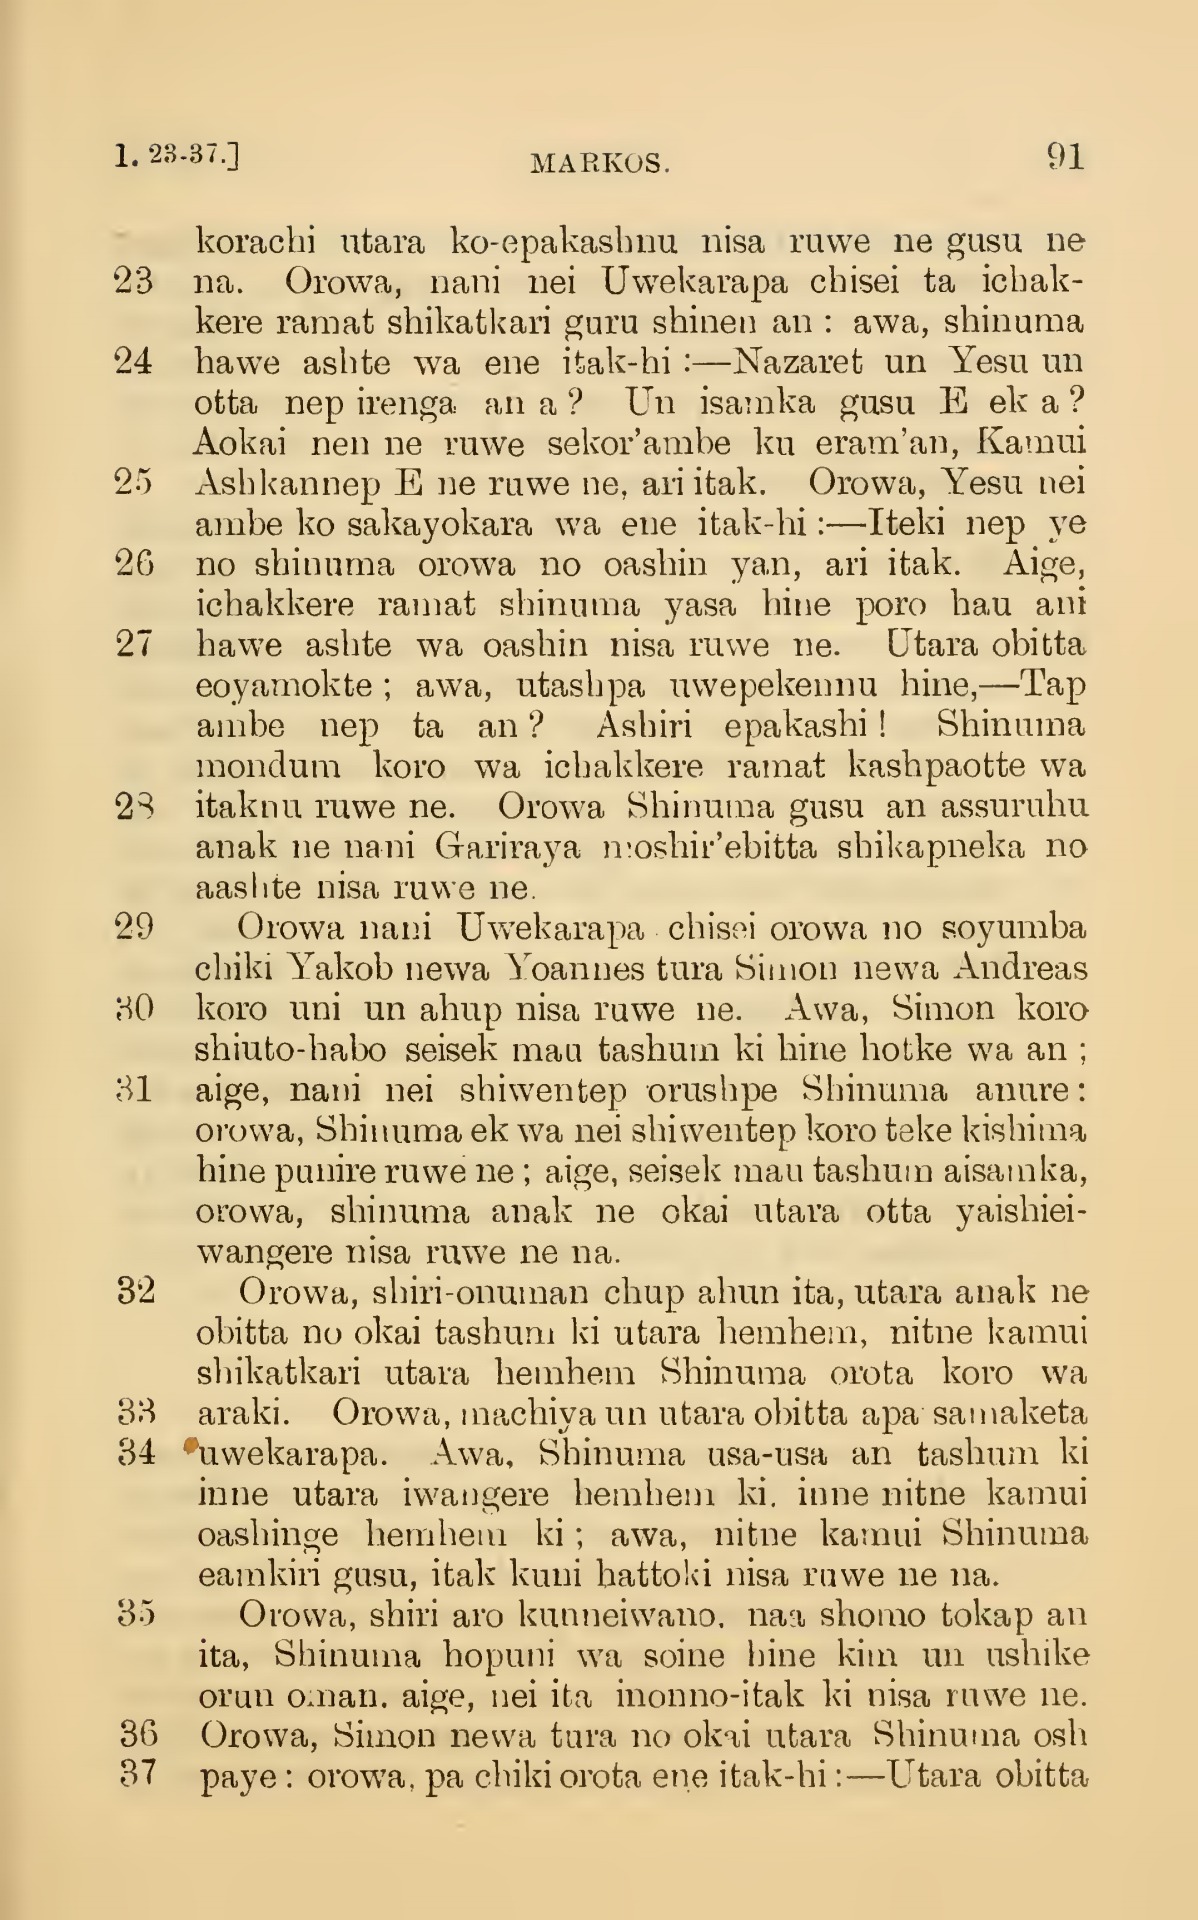 1. 23-37.] MARKOS. 91
korachi utara ko-epakashnu nisa ruwe ne gusu ne
23 na. Orowa, nani nei Uwekarapa chisei ta ichak-
kere ramat shikatkari guru shinen an : awa, shinuma
24 hawe ashte wa ene itak-hi :—Nazaret un Yesu un
otta nep irenga an a ? Un isamka gusu E ek a ?
Aokai nen ne ruwe sekor'ambe ku eram'an, Kamui
25 Ashkannep E ne ruwe ne, ari itak. Orowa, Yesu nei
ambe ko sakayokara wa ene itak-hi :—Iteki nep ye
26 no shinuma orowa no oashin yan, ari itak. Aige,
ichakkere ramat shinuma yasa hine poro hau ani
27 hawe ashte wa oashin nisa ruwe ne. Utara obitta
eoyamokte ; awa, utashpa uwepekennu hine,—Tap
ambe nep ta an ? Ashiri epakashi ! Shinuma
mondum koro wa ichakkere ramat kashpaotte wa
28 itaknu ruwe ne. Orowa Shinuma gusu an assuruhu
anak ne nani Gariraya moshir'ebitta shikapneka no
aashte nisa ruwe ne.
29 Orowa nani Uwekarapa chisei orowa no soyumba
chiki Yakob newa Yoannes tura Simon newa Andreas
30 koro uni un ahup nisa ruwe ne. Awa, Simon koro
shiuto-habo seisek mau tashum ki hine hotke wa an ;
31 aige, nani nei shiwentep orushpe Shinuma anure :
orowa, Shinuma ek wa nei shiwentep koro teke kishima
hine punire ruwe ne ; aige, seisek mau tashum aisamka,
orowa, shinuma anak ne okai utara otta yaishiei-
wangere nisa ruwe ne na.
32 Orowa, shiri-onuman chup ahun ita, utara anak ne
obitta no okai tashum ki utara hemhem, nitne kamui
shikatkari utara hemhem Shinuma orota koro wa
33 araki. Orowa, machiya un utara obitta apa samaketa
34 uwekarapa. Awa, Shinuma usa-usa an tashum ki
inne utara iwangere hemhem ki, inne nitne kamui
oashinge hemhem ki ; awa, nitne kamui Shinuma
eamkiri gusu, itak kuni hattoki nisa ruwe ne na.
35 Orowa, shiri aro kunneiwano, naa shomo tokap an
ita, Shinuma hopuni wa soine hine kim un ushike
orun oman, aige, nei ita inonno-itak ki nisa ruwe ne.
36 Orowa, Simon newa tura no okai utara Shinuma osh
37 paye : orowa, pa chiki orota ene itak-hi :—Utara obitta